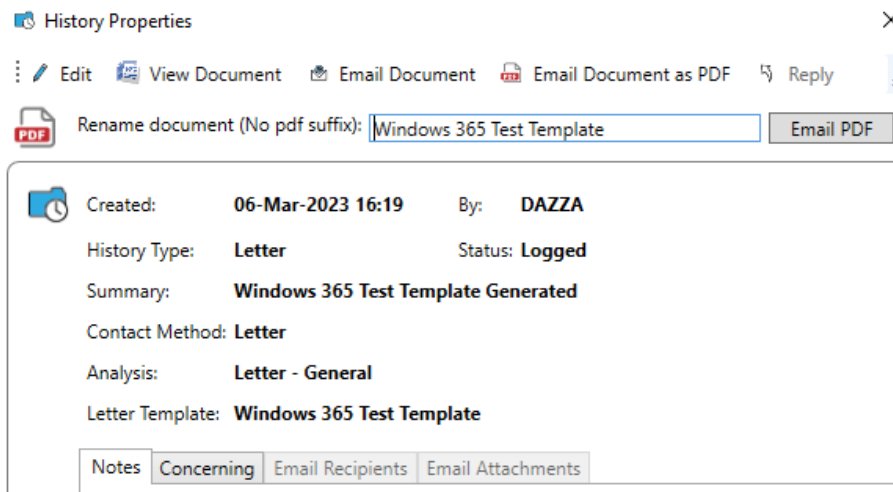 History Properties
Edit View Document Email Document Email Document as PDF Reply
PDF Rename document (No pdf suffix): Windows 365 Test Template Email PDF
Created: 06-Mar-2023 16:19 By: DAZZA
History Type: Letter Status: Logged
Summary: Windows 365 Test Template Generated
Contact Method: Letter
Analysis: Letter - General
Letter Template: Windows 365 Test Template
Notes Concerning Email Recipients Email Attachments